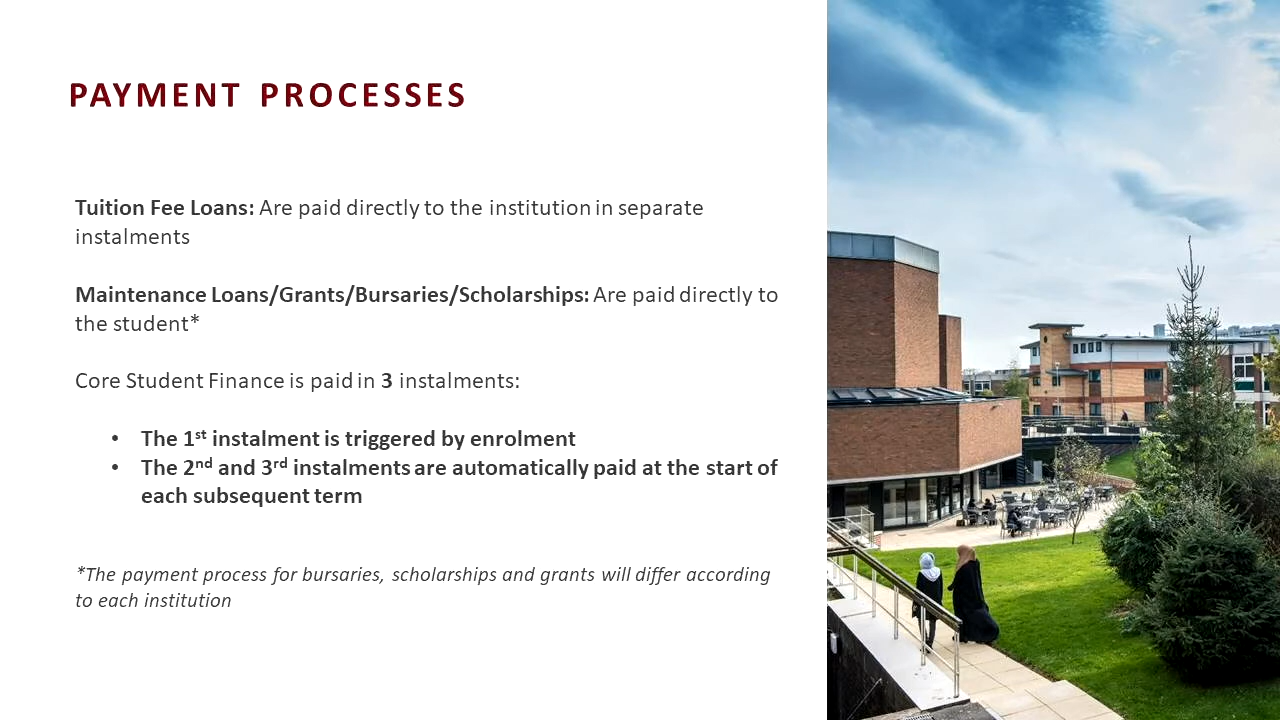 PAYMENT PROCESSES
Tuition Fee Loans: Are paid directly to the institution in separate
instalments
Maintenance Loans/Grants/Bursaries/Scholarships: Are paid directly to
the student*
Core Student Finance is paid in 3 instalments:
• The 1st instalment is triggered by enrolment
• The 2nd and 3rd instalments are automatically paid at the start of
each subsequent term
*The payment process for bursaries, scholarships and grants will differ according
to each institution